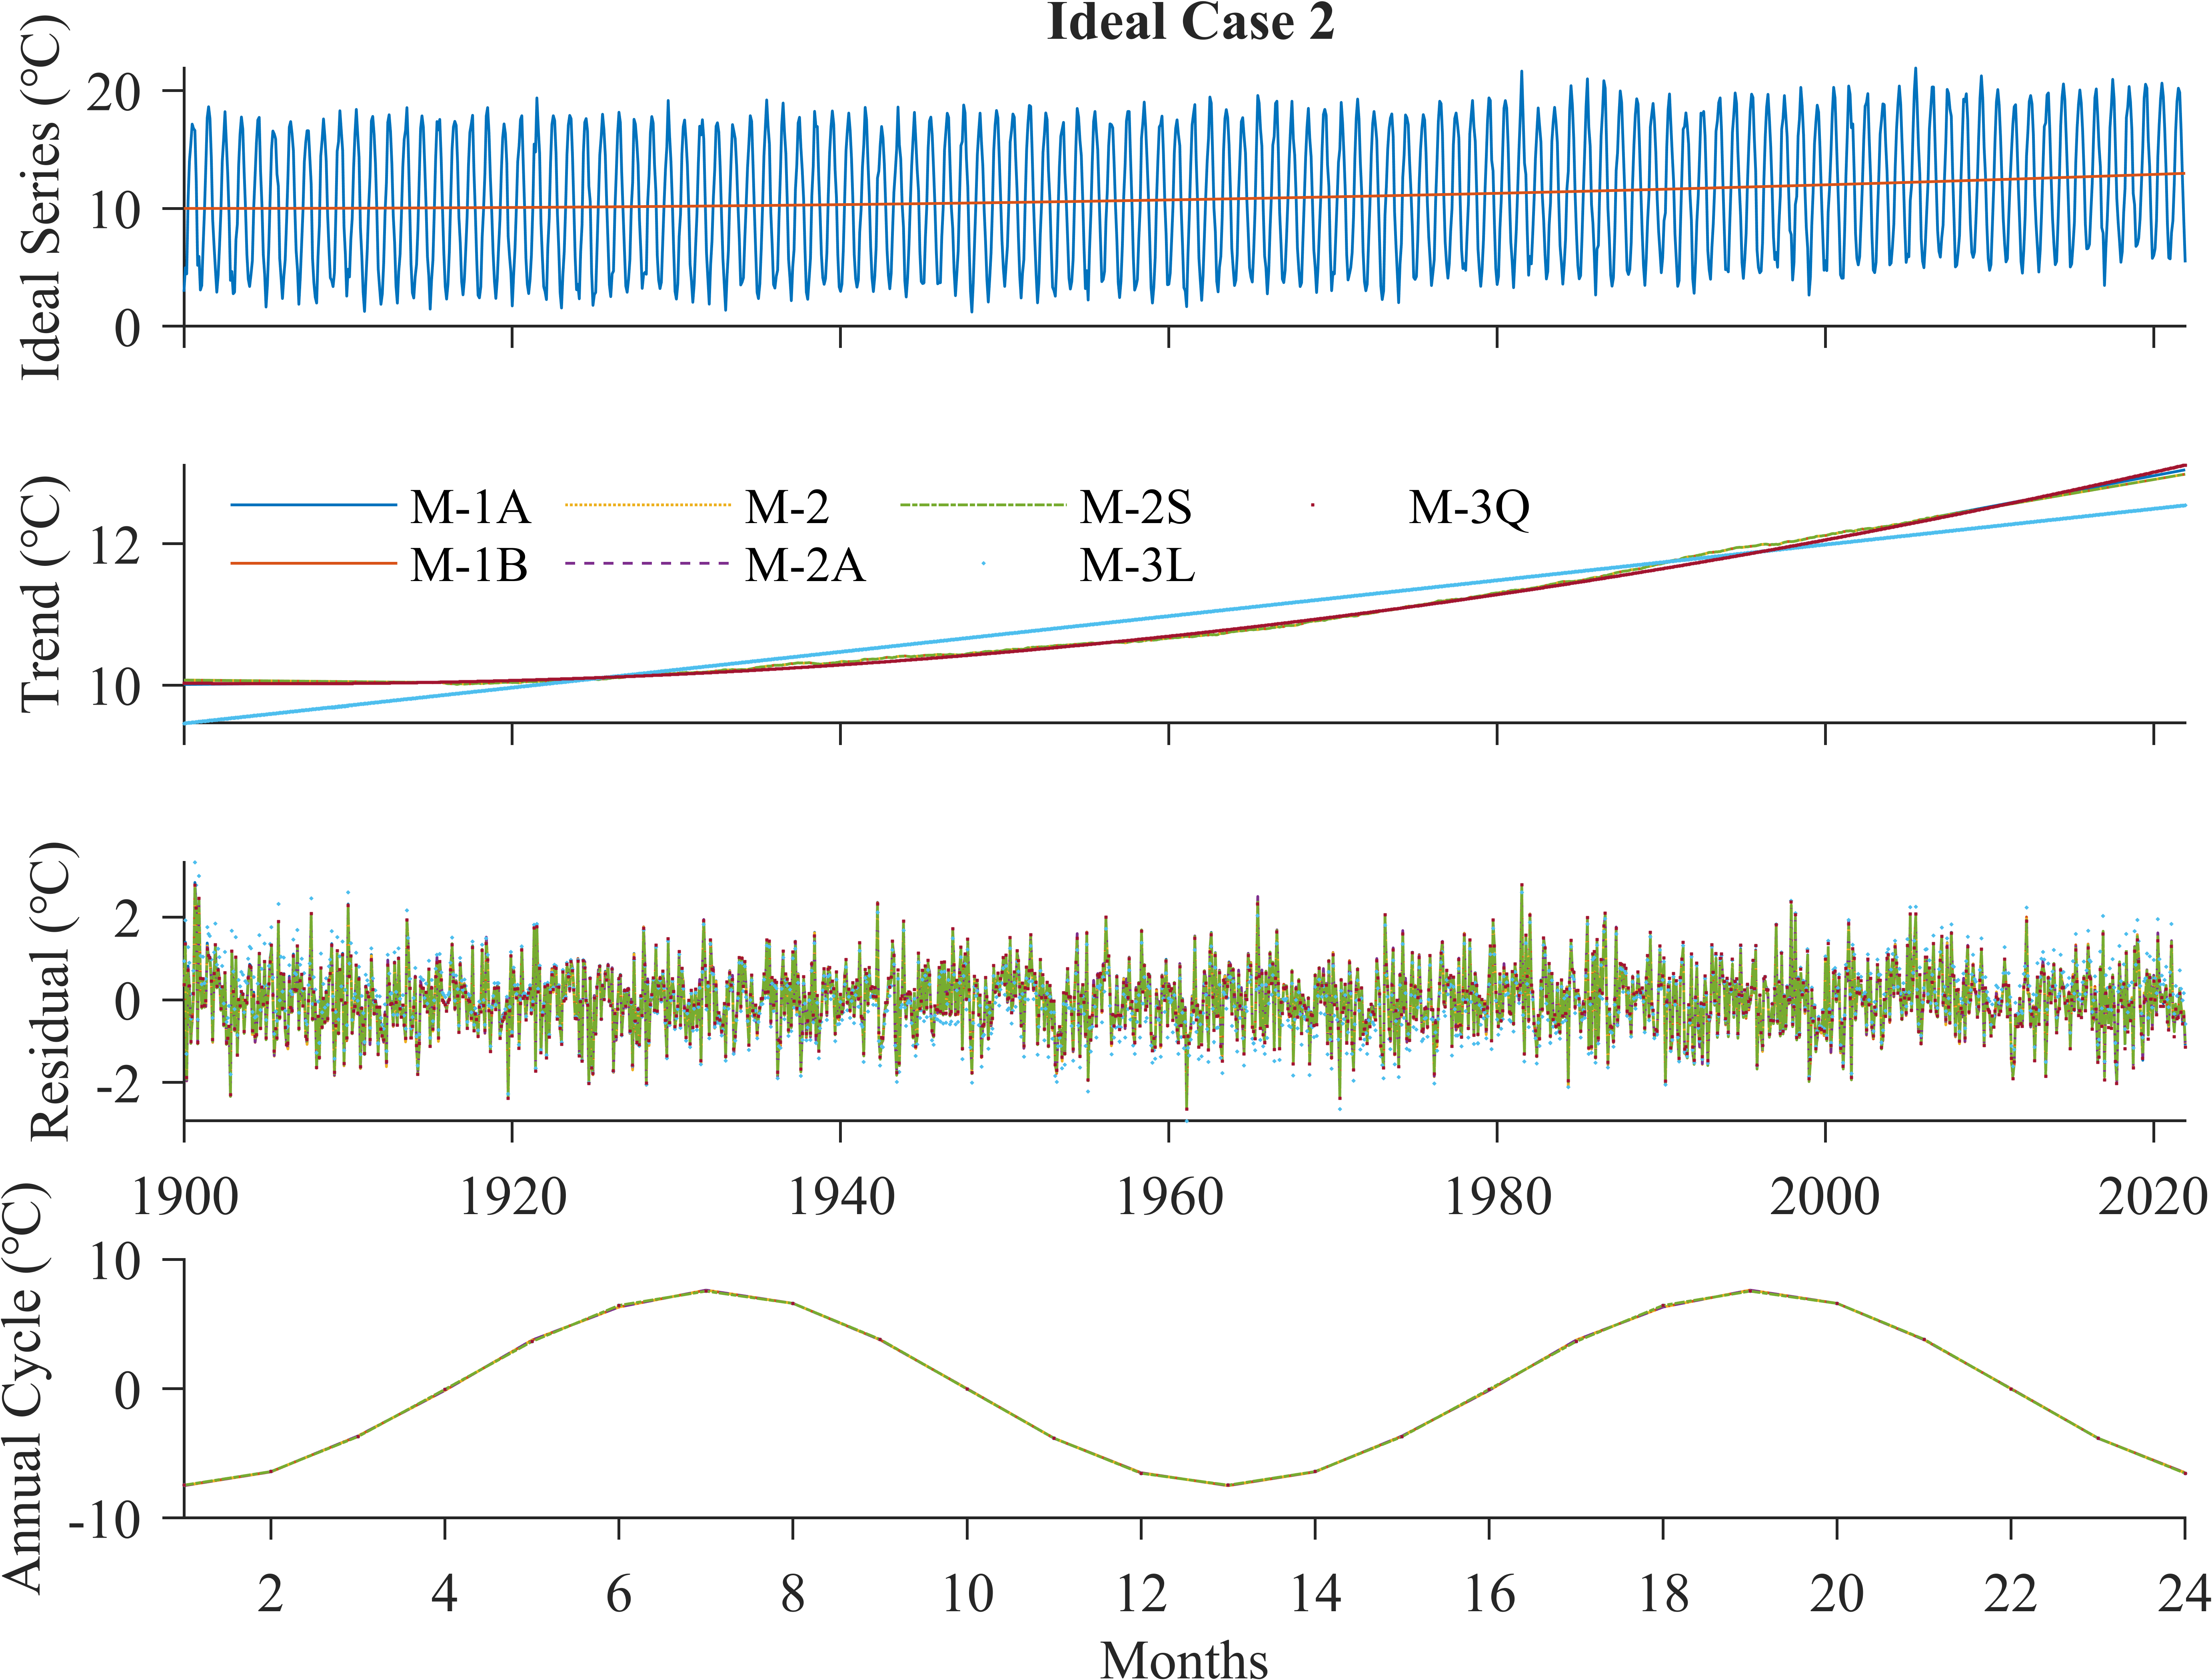 Ideal Case 2
Ideal Series (°C)
20
10
0
Trend (°C)
12
10
M-1A M-2 M-2S M-3Q
M-1B M-2A M-3L
Residual (°C)
2
0
-2
1900 1920 1940 1960 1980 2000 2020
Annual Cycle (°C)
10
0
-10
2 4 6 8 10 12 14 16 18 20 22 24
Months